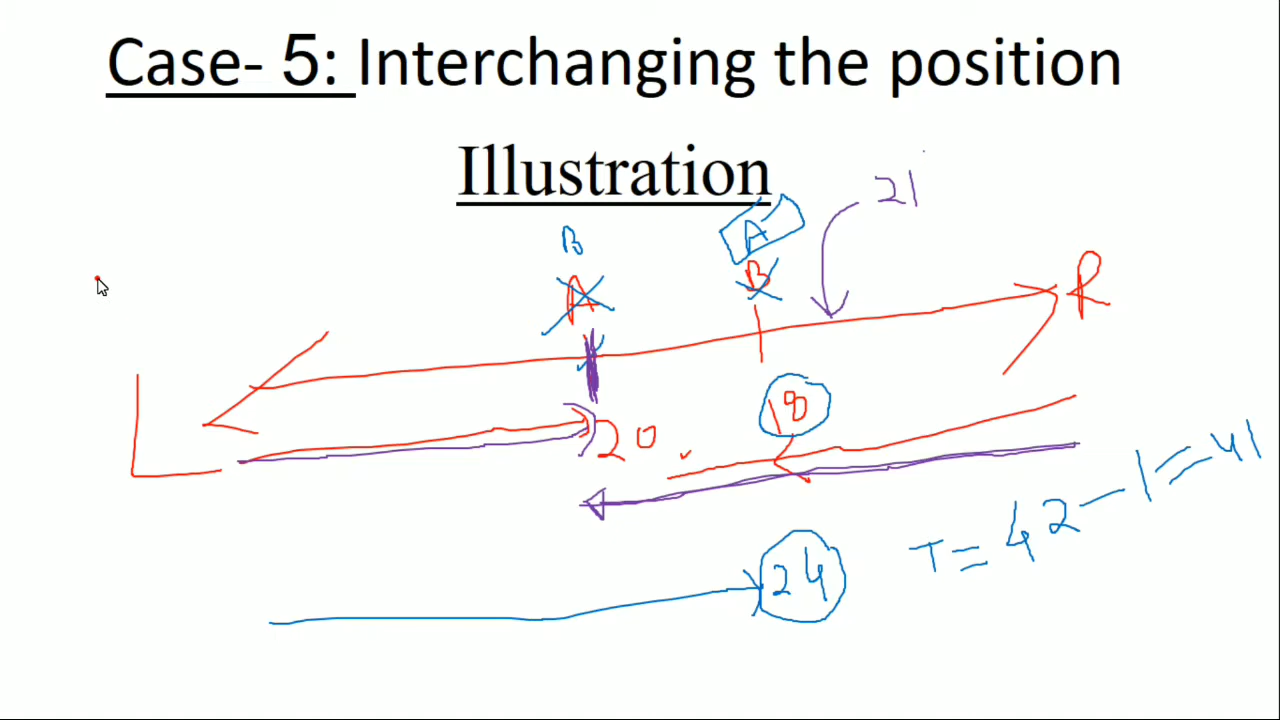 Case- 5: Interchanging the position
Illustration
21
B A
A B R
L
20 18
T = 42 - 1 = 41
24